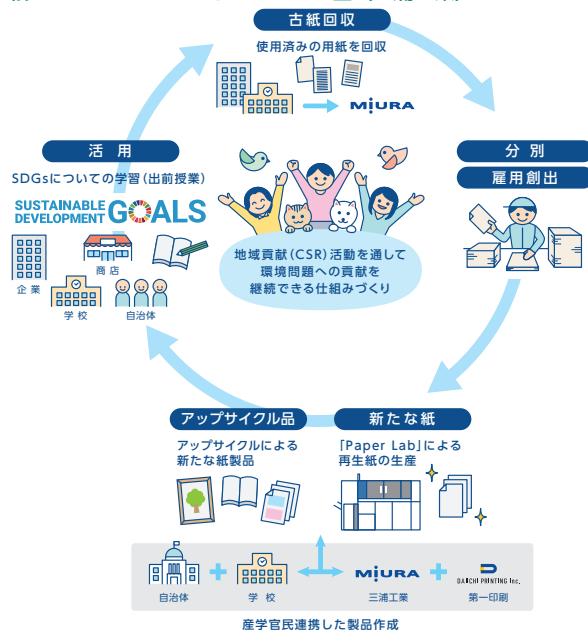 古紙回収
使用済みの用紙を回収
MIURA
分別
雇用創出
活用
SDGsについての学習（出前授業）
SUSTAINABLE
DEVELOPMENT
GOALS
商店
企業
学校
自治体
地域貢献（CSR）活動を通して
環境問題への貢献を
継続できる仕組みづくり
アップサイクル品
アップサイクルによる
新たな紙製品
新たな紙
「Paper Lab」による
再生紙の生産
自治体
学校
MIURA
三浦工業
DAIICHI PRINTING Inc.
第一印刷
産学官民連携した製品作成